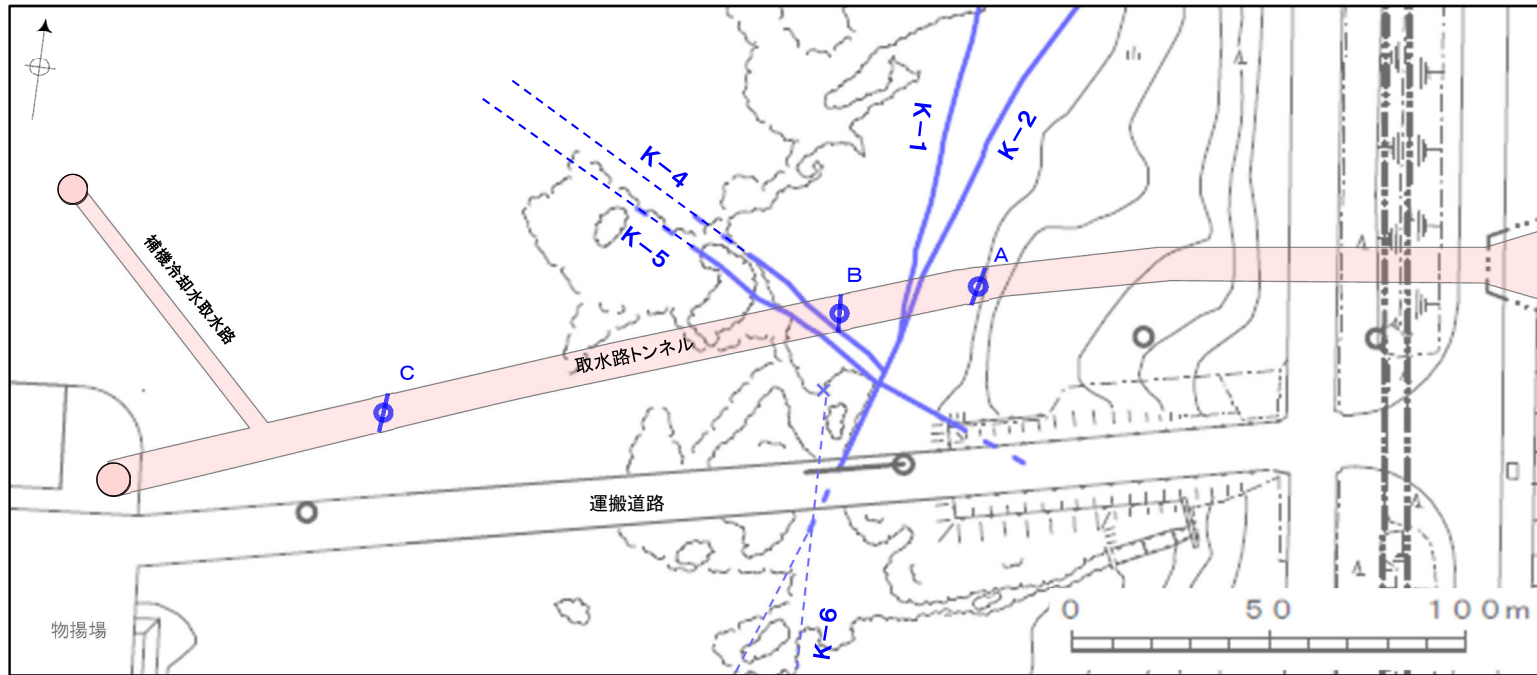 K-4
K-5
K-1
K-2
A
B
C
補機冷却水取水路
取水路トンネル
運搬道路
K-6
物揚場
0 50 100m